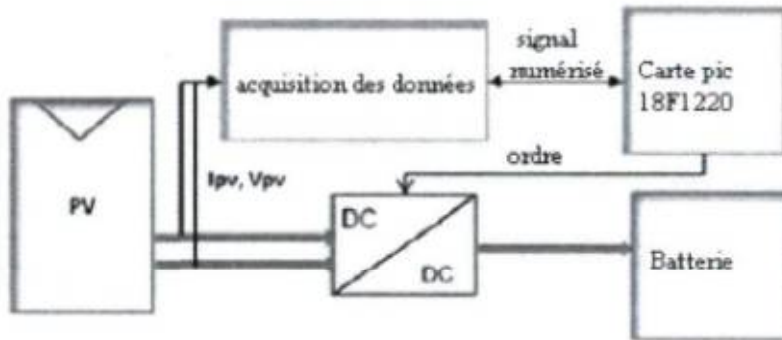 signal
numérisé
acquisition des données
Carte pic
18F1220
ordre
Ipv, Vpv
PV
DC
DC
Batterie